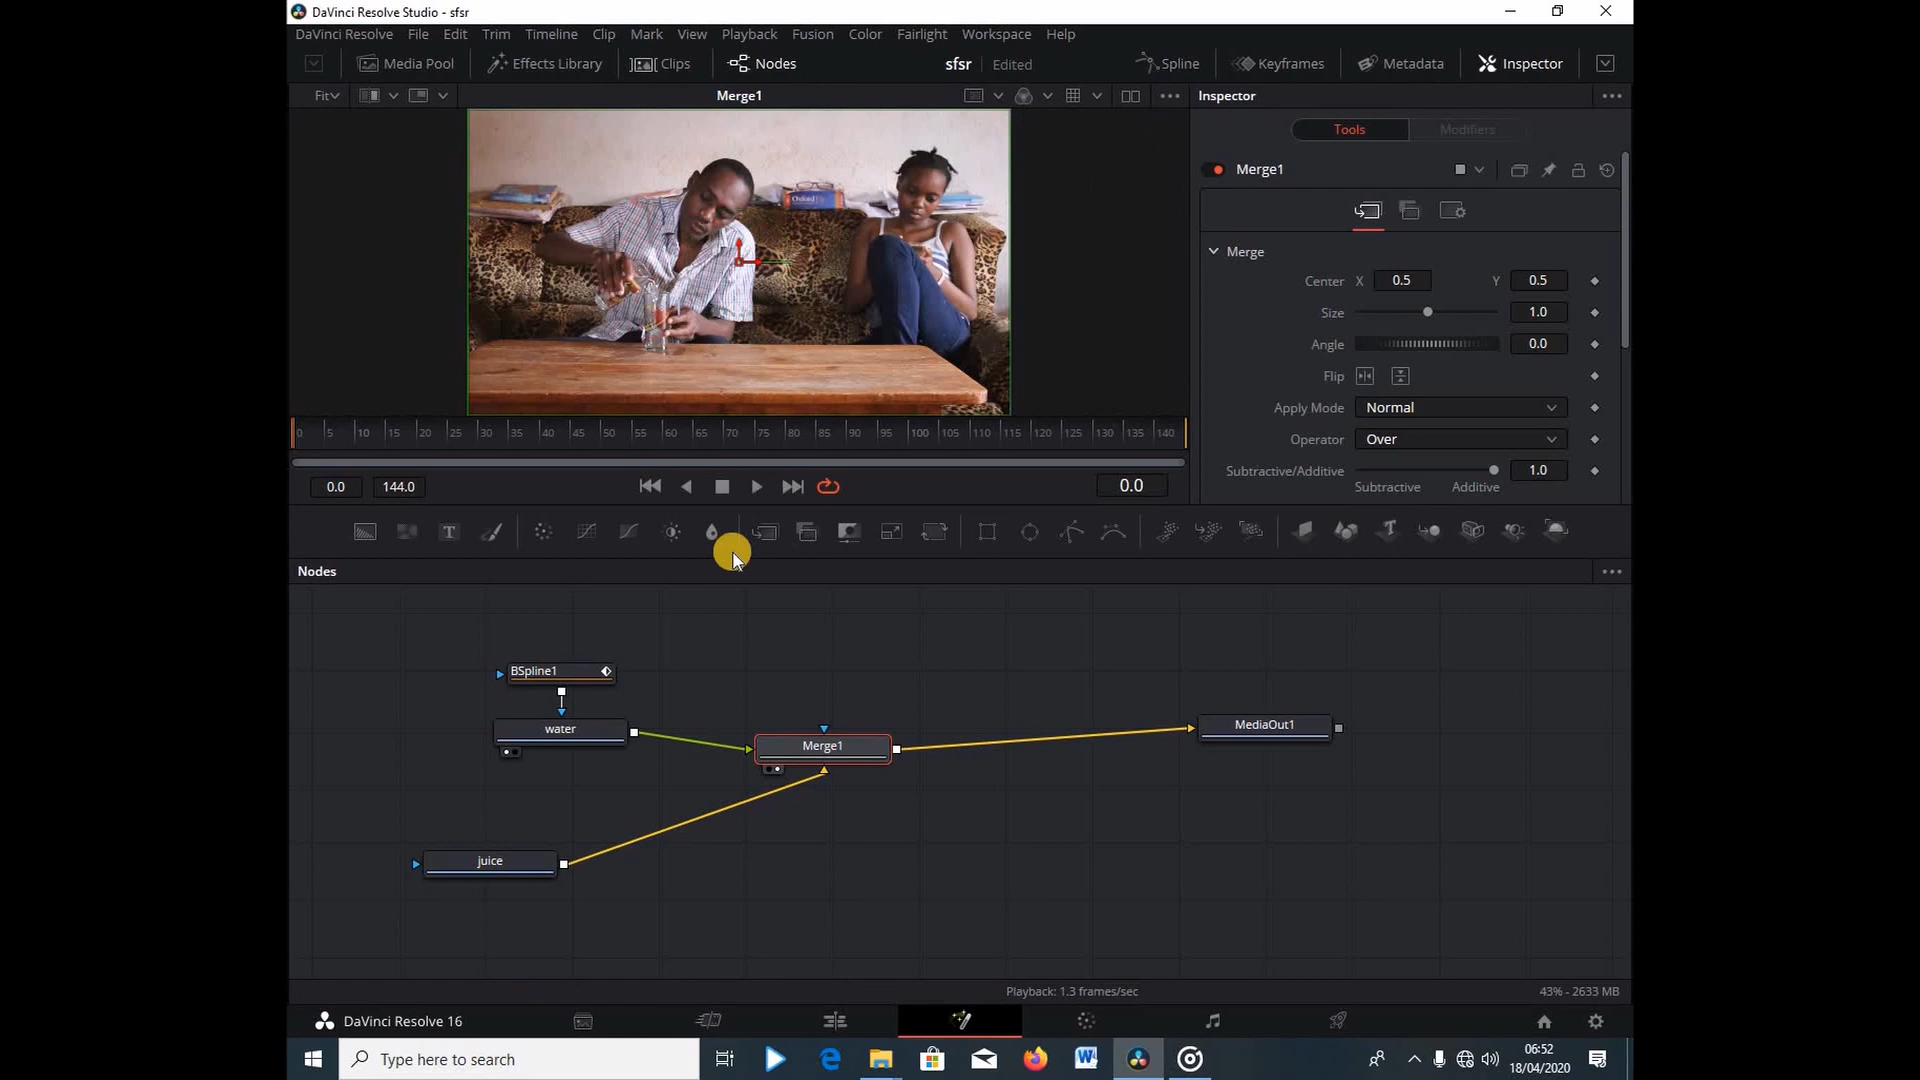 DaVinci Resolve Studio - sfsr
DaVinci Resolve File Edit Trim Timeline Clip Mark View Playback Fusion Color Fairlight Workspace Help
Media Pool Effects Library Clips Nodes sfsr Edited Spline Keyframes Metadata Inspector
Fit Merge1 Inspector
Tools Modifiers
Merge1
Merge
Center X 0.5 Y 0.5
Size 1.0
Angle 0.0
Flip
Apply Mode Normal
Operator Over
Subtractive/Additive 1.0
Subtractive Additive
Oxford
0 5 10 15 20 25 30 35 40 45 50 55 60 65 70 75 80 85 90 95 100 105 110 115 120 125 130 135 140
0.0 144.0 0.0
T T
Nodes
BSpline1
water
Merge1
MediaOut1
juice
Playback: 1.3 frames/sec 43% - 2633 MB
DaVinci Resolve 16
Type here to search
06:52
18/04/2020